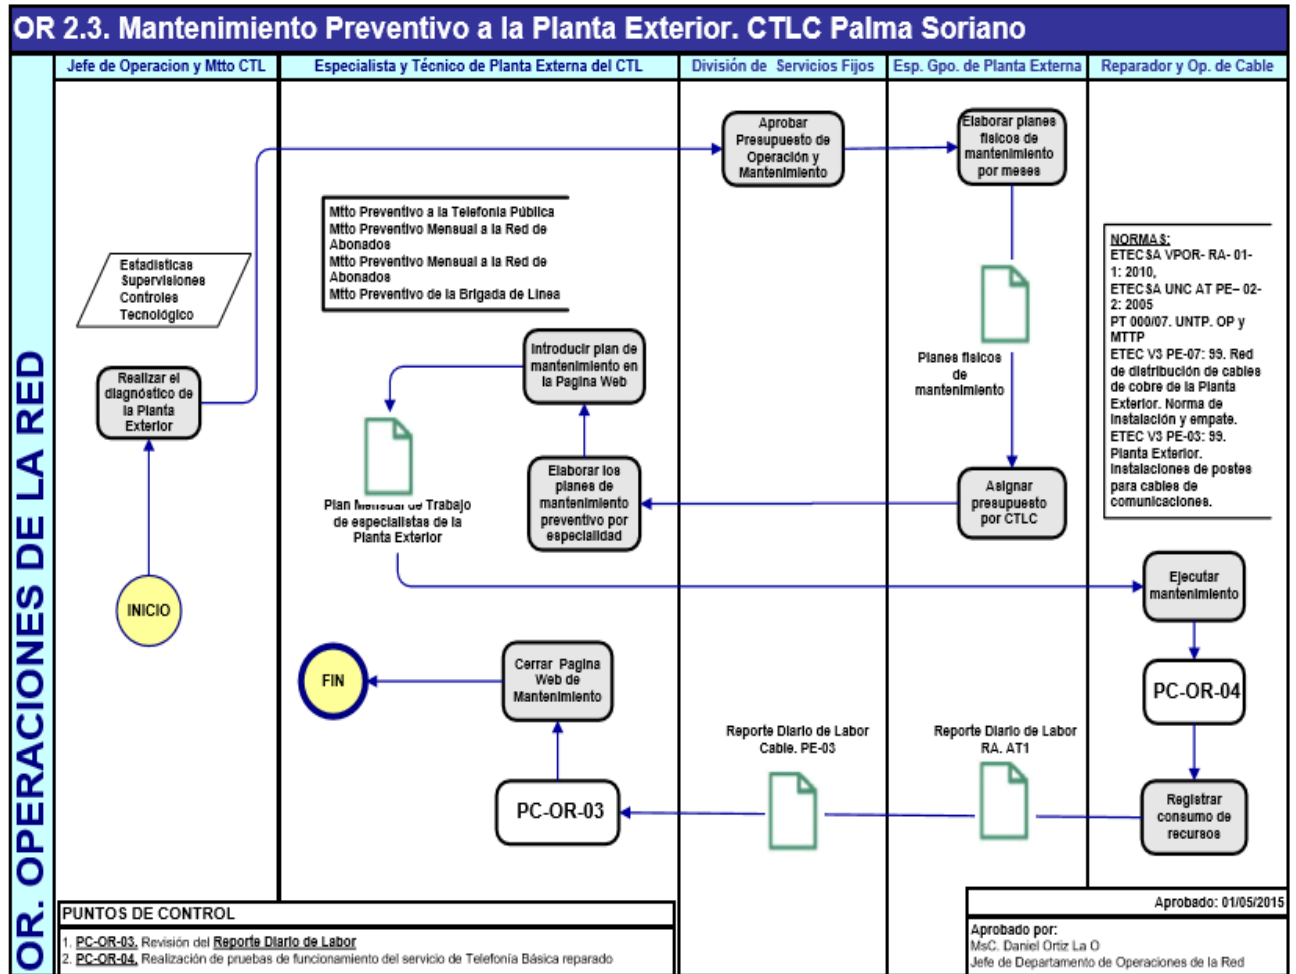 OR 2.3. Mantenimiento Preventivo a la Planta Exterior. CTLC Palma Soriano
OR. OPERACIONES DE LA RED
Jefe de Operacion y Mtto CTL
Especialista y Técnico de Planta Externa del CTL
División de Servicios Fijos
Esp. Gpo. de Planta Externa
Reparador y Op. de Cable
Aprobar
Presupuesto de
Operación y
Mantenimiento
Elaborar planes
fisicos de
mantenimiento
por meses
Mtto Preventivo a la Telefonia Pública
Mtto Preventivo Mensual a la Red de
Abonados
Mtto Preventivo Mensual a la Red de
Abonados
Mtto Preventivo de la Brigada de Linea
Estadisticas
Supervisiones
Controles
Tecnológico
NORMAS:
ETECSA VPOR- RA- 01-
1: 2010,
ETECSA UNC AT PE– 02-
2: 2005
PT 000/07. UNTP. OP y
MTTP
ETEC V3 PE-07: 99. Red
de distribución de cables
de cobre de la Planta
Exterior. Norma de
Instalación y empate.
ETEC V3 PE-03: 99.
Planta Exterior.
Instalaciones de postes
para cables de
comunicaciones.
Realizar el
diagnóstico de
la Planta
Exterior
Introducir plan de
mantenimiento en
la Pagina Web
Planes fisicos
de
mantenimiento
Plan Mensual de Trabajo
de especialistas de la
Planta Exterior
Elaborar los
planes de
mantenimiento
preventivo por
especialidad
Asignar
presupuesto
por CTLC
INICIO
Ejecutar
mantenimiento
FIN
Cerrar Pagina
Web de
Mantenimiento
PC-OR-04
Reporte Diario de Labor
Cable. PE-03
Reporte Diario de Labor
RA. AT1
PC-OR-03
Registrar
consumo de
recursos
PUNTOS DE CONTROL
1. PC-OR-03. Revisión del Reporte Diario de Labor
2. PC-OR-04. Realización de pruebas de funcionamiento del servicio de Telefonía Básica reparado
Aprobado: 01/05/2015
Aprobado por:
MsC. Daniel Ortiz La O
Jefe de Departamento de Operaciones de la Red